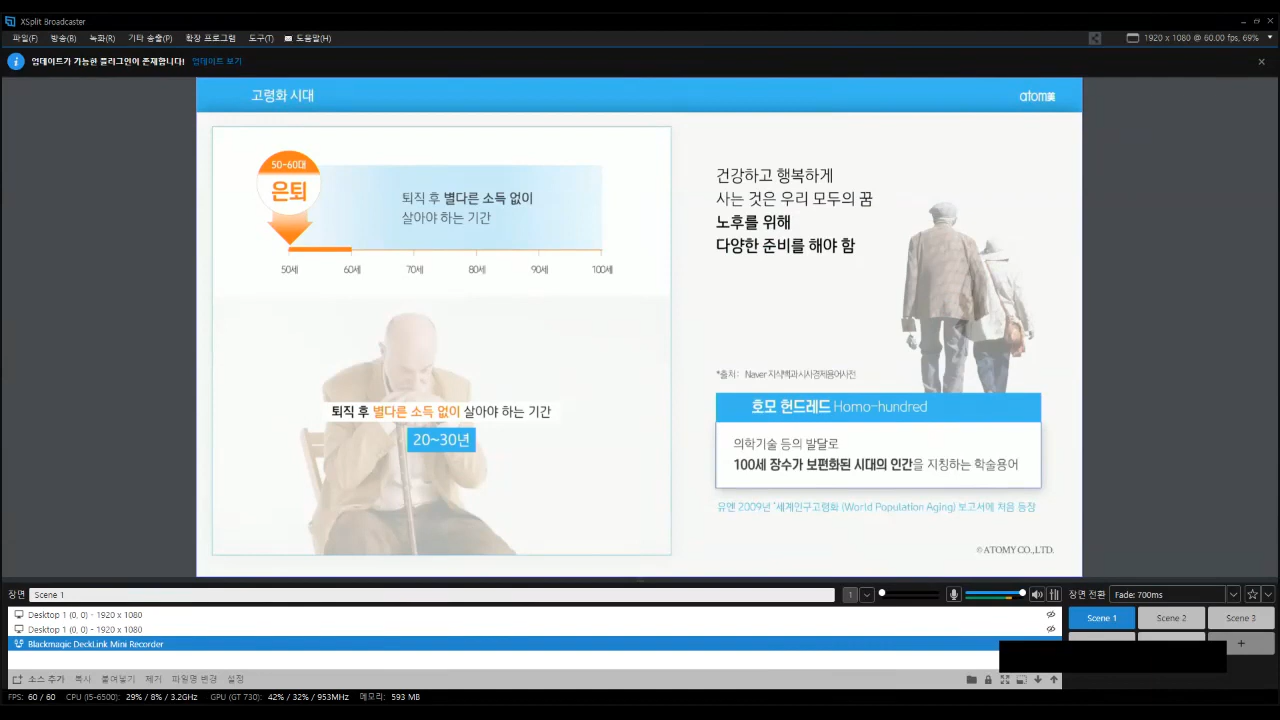 XSplit Broadcaster
파일(F) 방송(B) 녹화(R) 기타 송출(P) 확장 프로그램 도구(T) 도움말(H)
1920 x 1080 @ 60.00 fps, 69%
업데이트가 가능한 플러그인이 존재합니다! 업데이트 보기
고령화 시대
atom美
50-60대
은퇴
퇴직 후 별다른 소득 없이
살아야 하는 기간
50세 60세 70세 80세 90세 100세
퇴직 후 별다른 소득 없이 살아야 하는 기간
20~30년
건강하고 행복하게
사는 것은 우리 모두의 꿈
노후를 위해
다양한 준비를 해야 함
*출처 : Naver 지식백과 시사경제용어사전
호모 헌드레드 Homo-hundred
의학기술 등의 발달로
100세 장수가 보편화된 시대의 인간을 지칭하는 학술용어
유엔 2009년 '세계인구고령화 (World Population Aging) 보고서에 처음 등장
© ATOMY CO., LTD.
장면 Scene 1
1
장면 전환 Fade: 700ms
Desktop 1 (0, 0) - 1920 x 1080
Desktop 1 (0, 0) - 1920 x 1080
Blackmagic DeckLink Mini Recorder
Scene 1 Scene 2 Scene 3
소스 추가 복사 붙여넣기 제거 파일명 변경 설정
FPS: 60 / 60 CPU (i5-6500): 29% / 8% / 3.2GHz GPU (GT 730): 42% / 32% / 953MHz 메모리: 593 MB